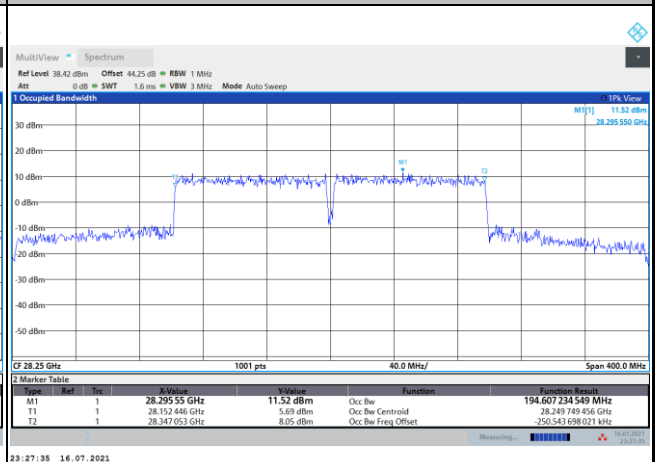 MultiView Spectrum
Ref Level 38.42 dBm Offset 44.25 dB RBW 1 MHz
Att 0 dB SWT 1.6 ms VBW 3 MHz Mode Auto Sweep
1 Occupied Bandwidth 1Pk View
M1[1] 11.52 dBm
28.295 550 GHz
30 dBm
20 dBm
M1
T1 T2
10 dBm
0 dBm
-10 dBm
-20 dBm
-30 dBm
-40 dBm
-50 dBm
CF 28.25 GHz 1001 pts 40.0 MHz/ Span 400.0 MHz
2 Marker Table
Type Ref Trc X-Value Y-Value Function Function Result
M1 1 28.295 55 GHz 11.52 dBm Occ Bw 194.607 234 549 MHz
T1 1 28.152 446 GHz 5.69 dBm Occ Bw Centroid 28.249 749 456 GHz
T2 1 28.347 053 GHz 8.05 dBm Occ Bw Freq Offset -250.543 698 021 kHz
Measuring... 16.07.2021
23:27:35
23:27:35 16.07.2021